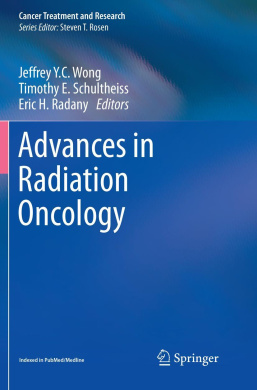 Cancer Treatment and Research
Series Editor: Steven T. Rosen
Jeffrey Y.C. Wong
Timothy E. Schultheiss
Eric H. Radany Editors
Advances in
Radiation
Oncology
Indexed in PubMed/Medline
Springer